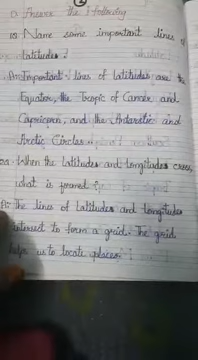 Answer the following
Name some important lines of
latitudes ?
A:- Important lines of latitudes are the
Equator, the Tropic of Cancer and
Capricorn, and the Antarctic and
Arctic Circles.
When the latitudes and longitudes cross,
what is formed ?
A:- The lines of latitudes and longitudes
intersect to form a grid. The grid
helps us to locate places.